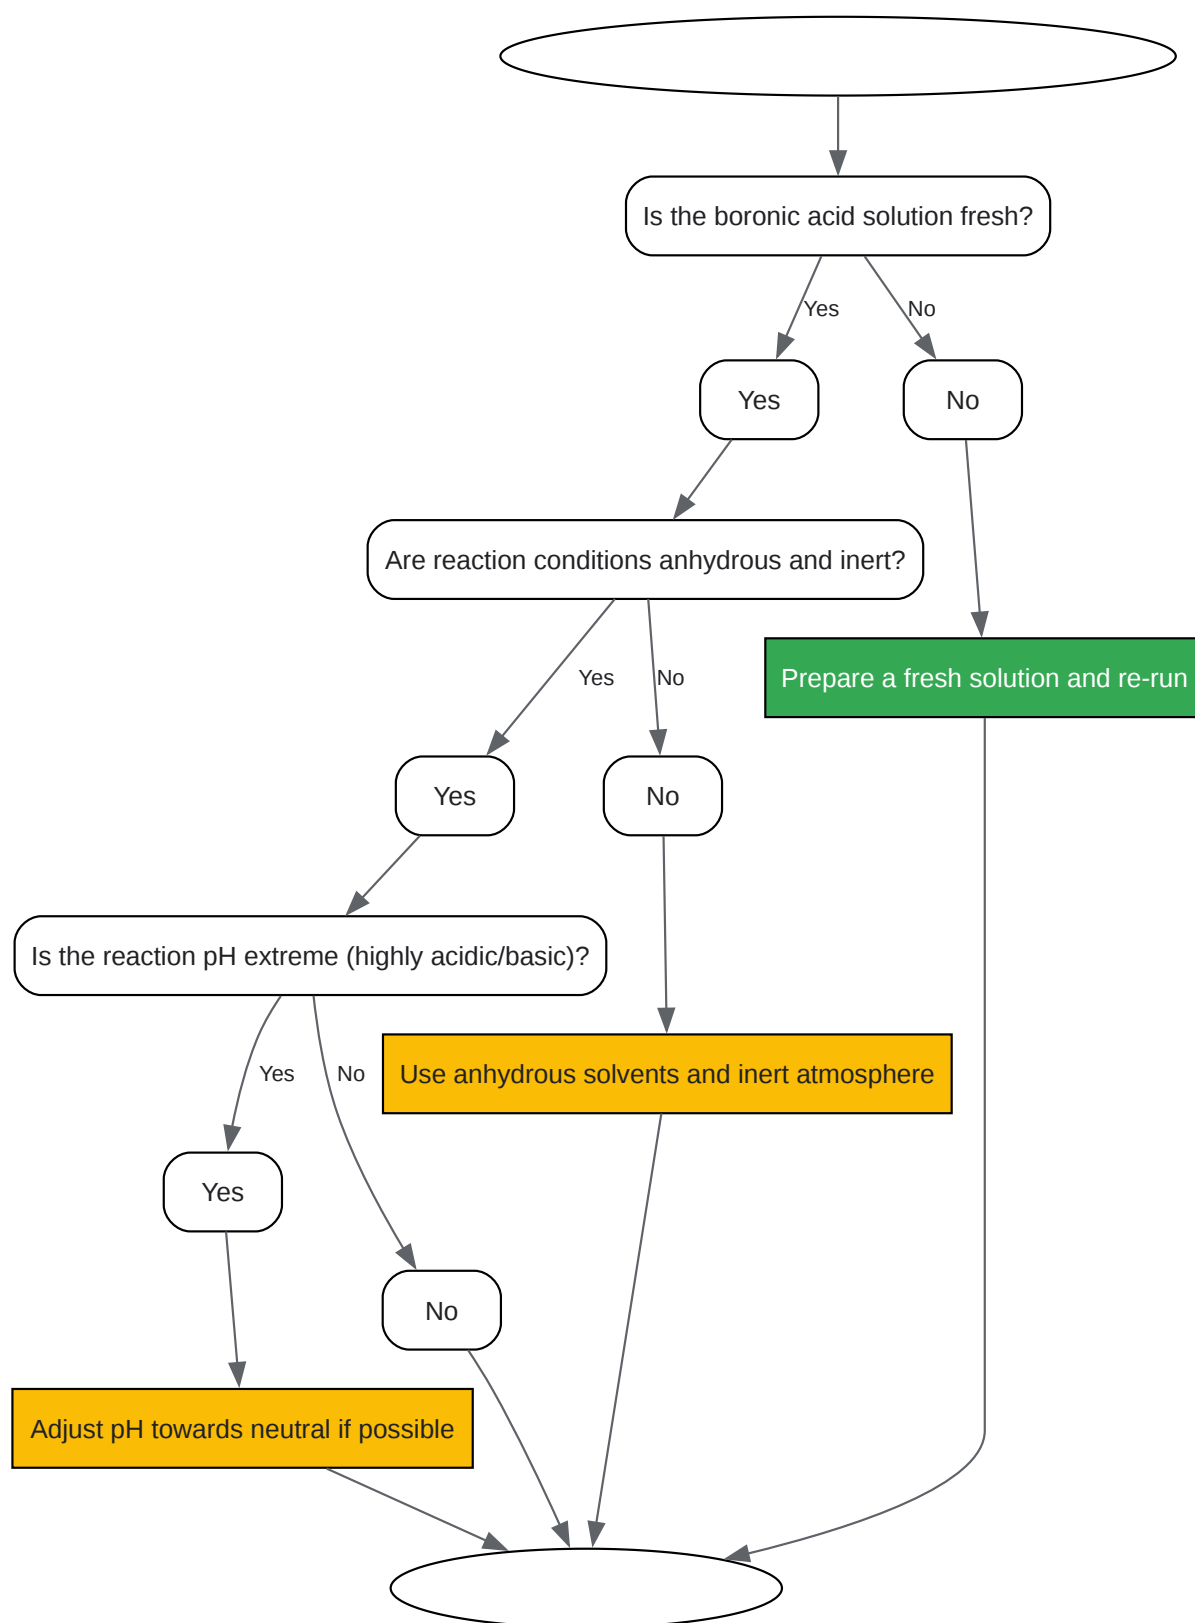 Is the boronic acid solution fresh?
Yes
No
Yes
No
Are reaction conditions anhydrous and inert?
Yes
No
Prepare a fresh solution and re-run
Yes
No
Is the reaction pH extreme (highly acidic/basic)?
Yes
No
Use anhydrous solvents and inert atmosphere
Yes
No
Adjust pH towards neutral if possible